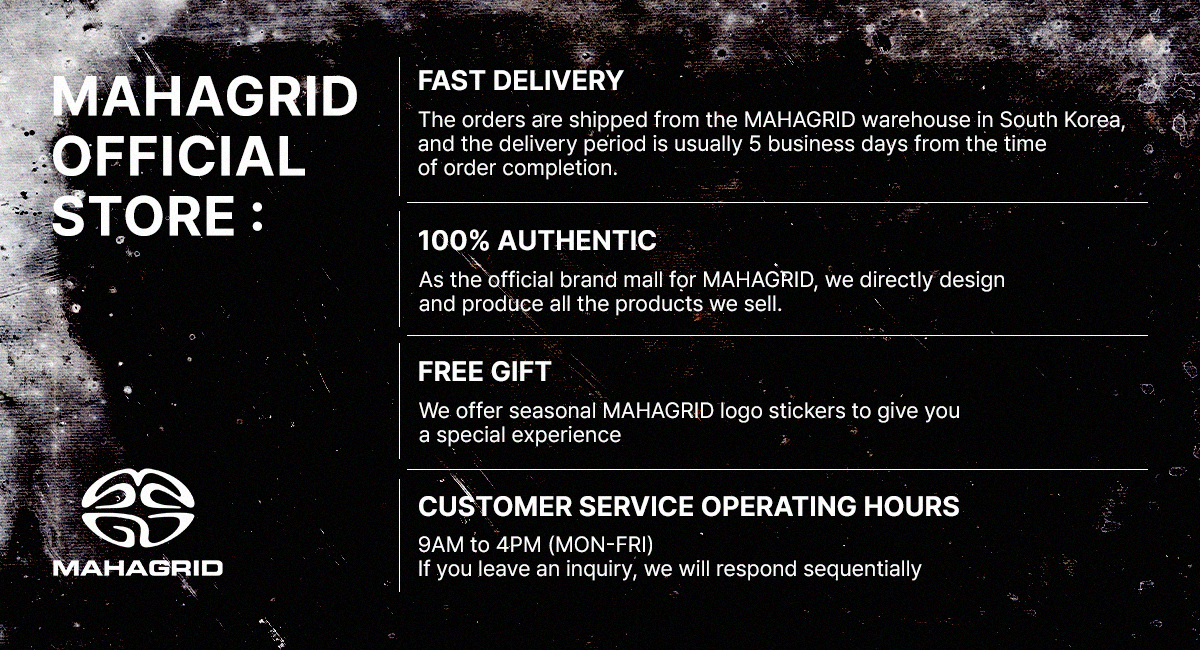 MAHAGRID
OFFICIAL
STORE :
FAST DELIVERY
The orders are shipped from the MAHAGRID warehouse in South Korea,
and the delivery period is usually 5 business days from the time
of order completion.
100% AUTHENTIC
As the official brand mall for MAHAGRID, we directly design
and produce all the products we sell.
FREE GIFT
We offer seasonal MAHAGRID logo stickers to give you
a special experience
CUSTOMER SERVICE OPERATING HOURS
9AM to 4PM (MON-FRI)
If you leave an inquiry, we will respond sequentially
MAHAGRID